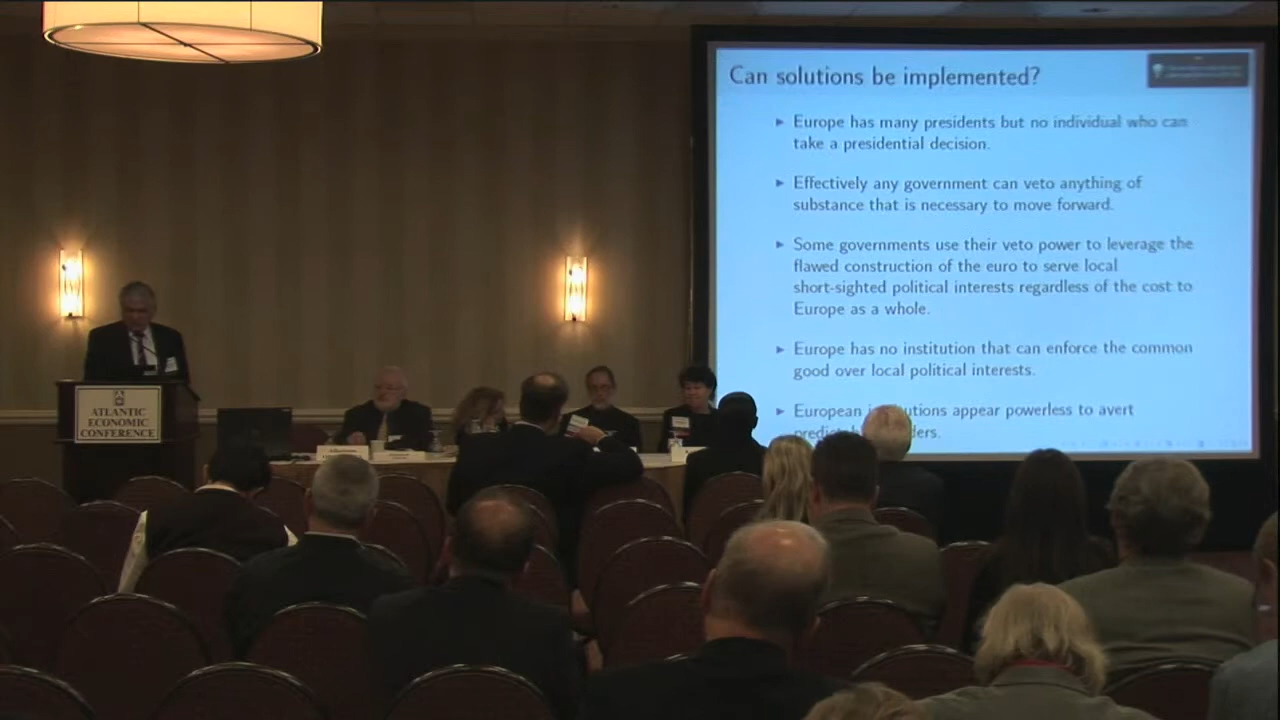 Can solutions be implemented?
Europe has many presidents but no individual who can
take a presidential decision.
Effectively any government can veto anything of
substance that is necessary to move forward.
Some governments use their veto power to leverage the
flawed construction of the euro to serve local
short-sighted political interests regardless of the cost to
Europe as a whole.
Europe has no institution that can enforce the common
good over local political interests.
European appear powerless to avert
ATLANTIC
ECONOMIC
CONFERENCE